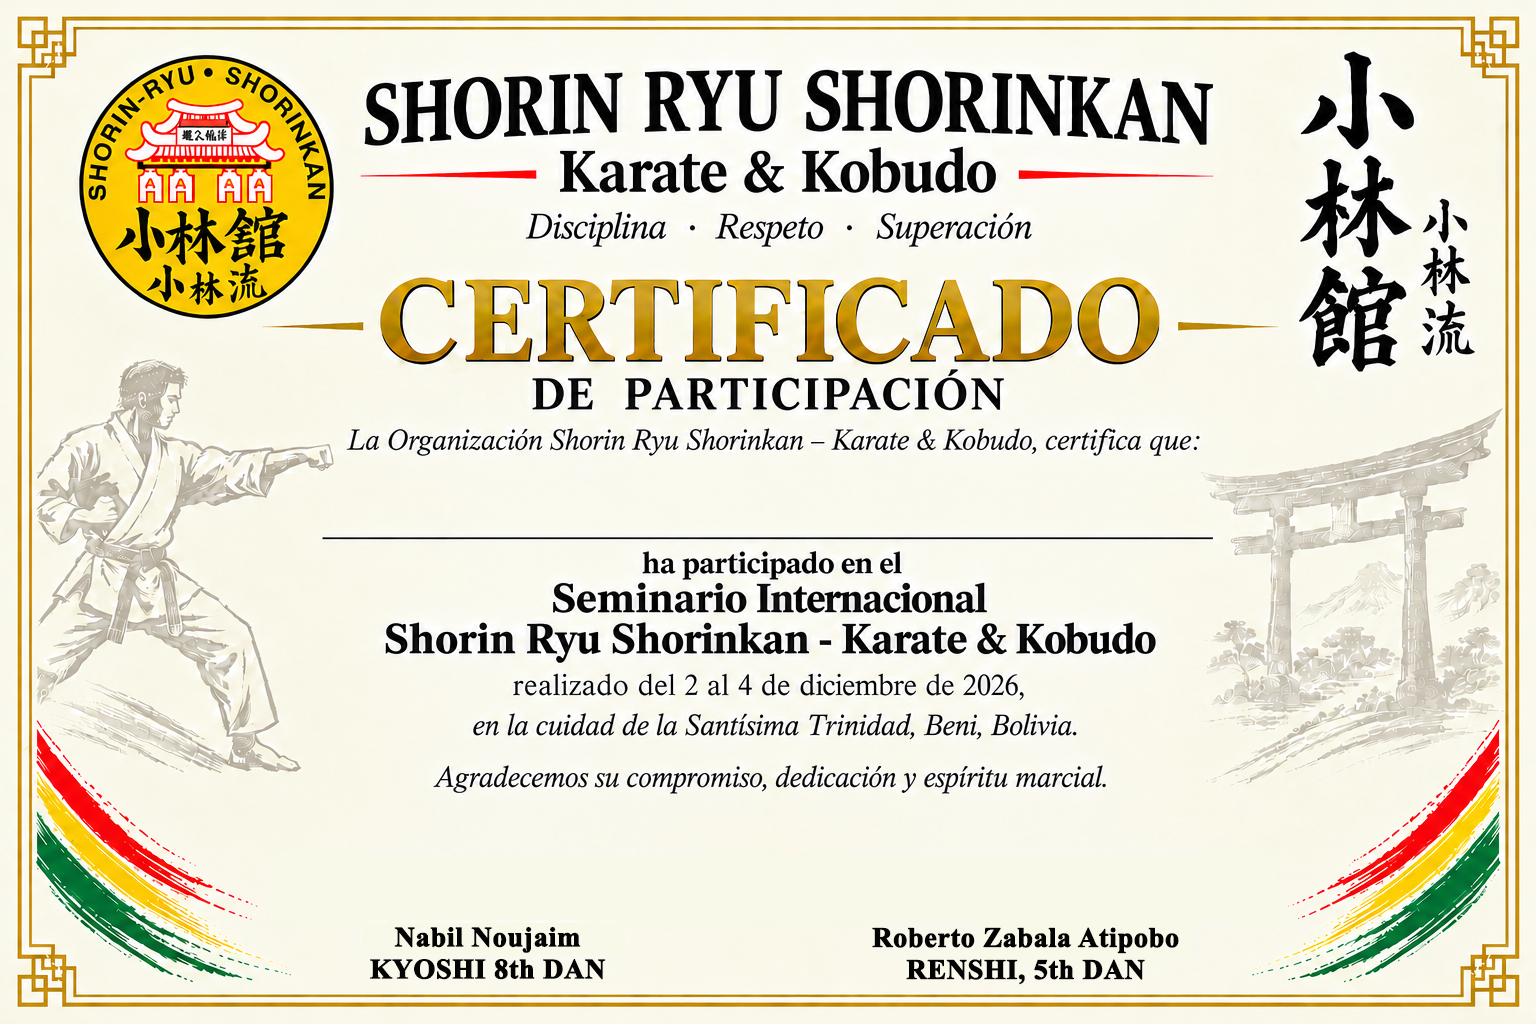 SHORIN-RYU • SHORINKAN
小林舘
小林流
SHORIN RYU SHORINKAN
Karate & Kobudo
Disciplina · Respeto · Superación
小林館
小林流
CERTIFICADO
DE PARTICIPACIÓN
La Organización Shorin Ryu Shorinkan – Karate & Kobudo, certifica que:
ha participado en el
Seminario Internacional
Shorin Ryu Shorinkan - Karate & Kobudo
realizado del 2 al 4 de diciembre de 2026,
en la cuidad de la Santísima Trinidad, Beni, Bolivia.
Agradecemos su compromiso, dedicación y espíritu marcial.
Nabil Noujaim
KYOSHI 8th DAN
Roberto Zabala Atipobo
RENSHI, 5th DAN